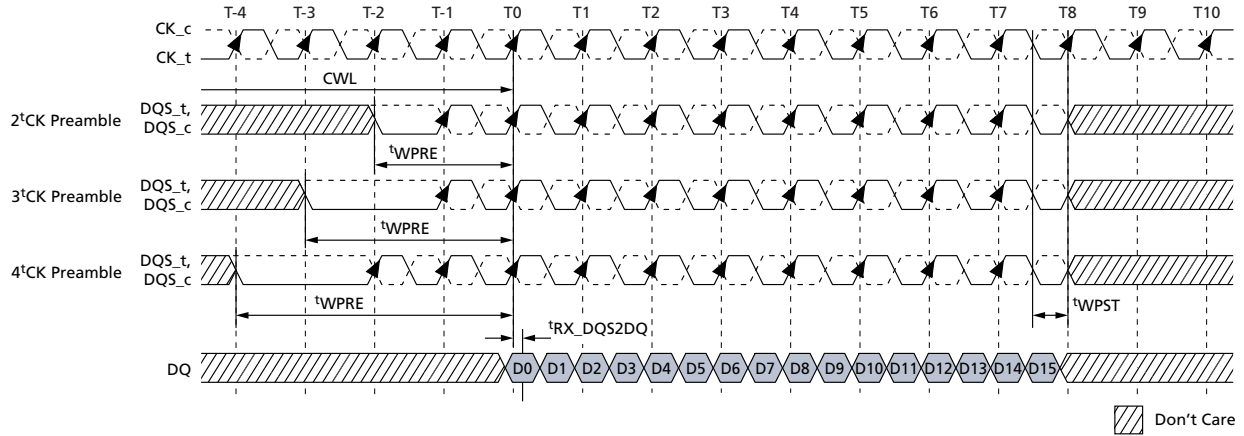 T-4 T-3 T-2 T-1 T0 T1 T2 T3 T4 T5 T6 T7 T8 T9 T10
CK_c
CK_t
CWL
2tCK Preamble
DQS_t,
DQS_c
tWPRE
3tCK Preamble
DQS_t,
DQS_c
tWPRE
4tCK Preamble
DQS_t,
DQS_c
tWPRE
tWPST
tRX_DQS2DQ
DQ
D0 D1 D2 D3 D4 D5 D6 D7 D8 D9 D10 D11 D12 D13 D14 D15
Don't Care